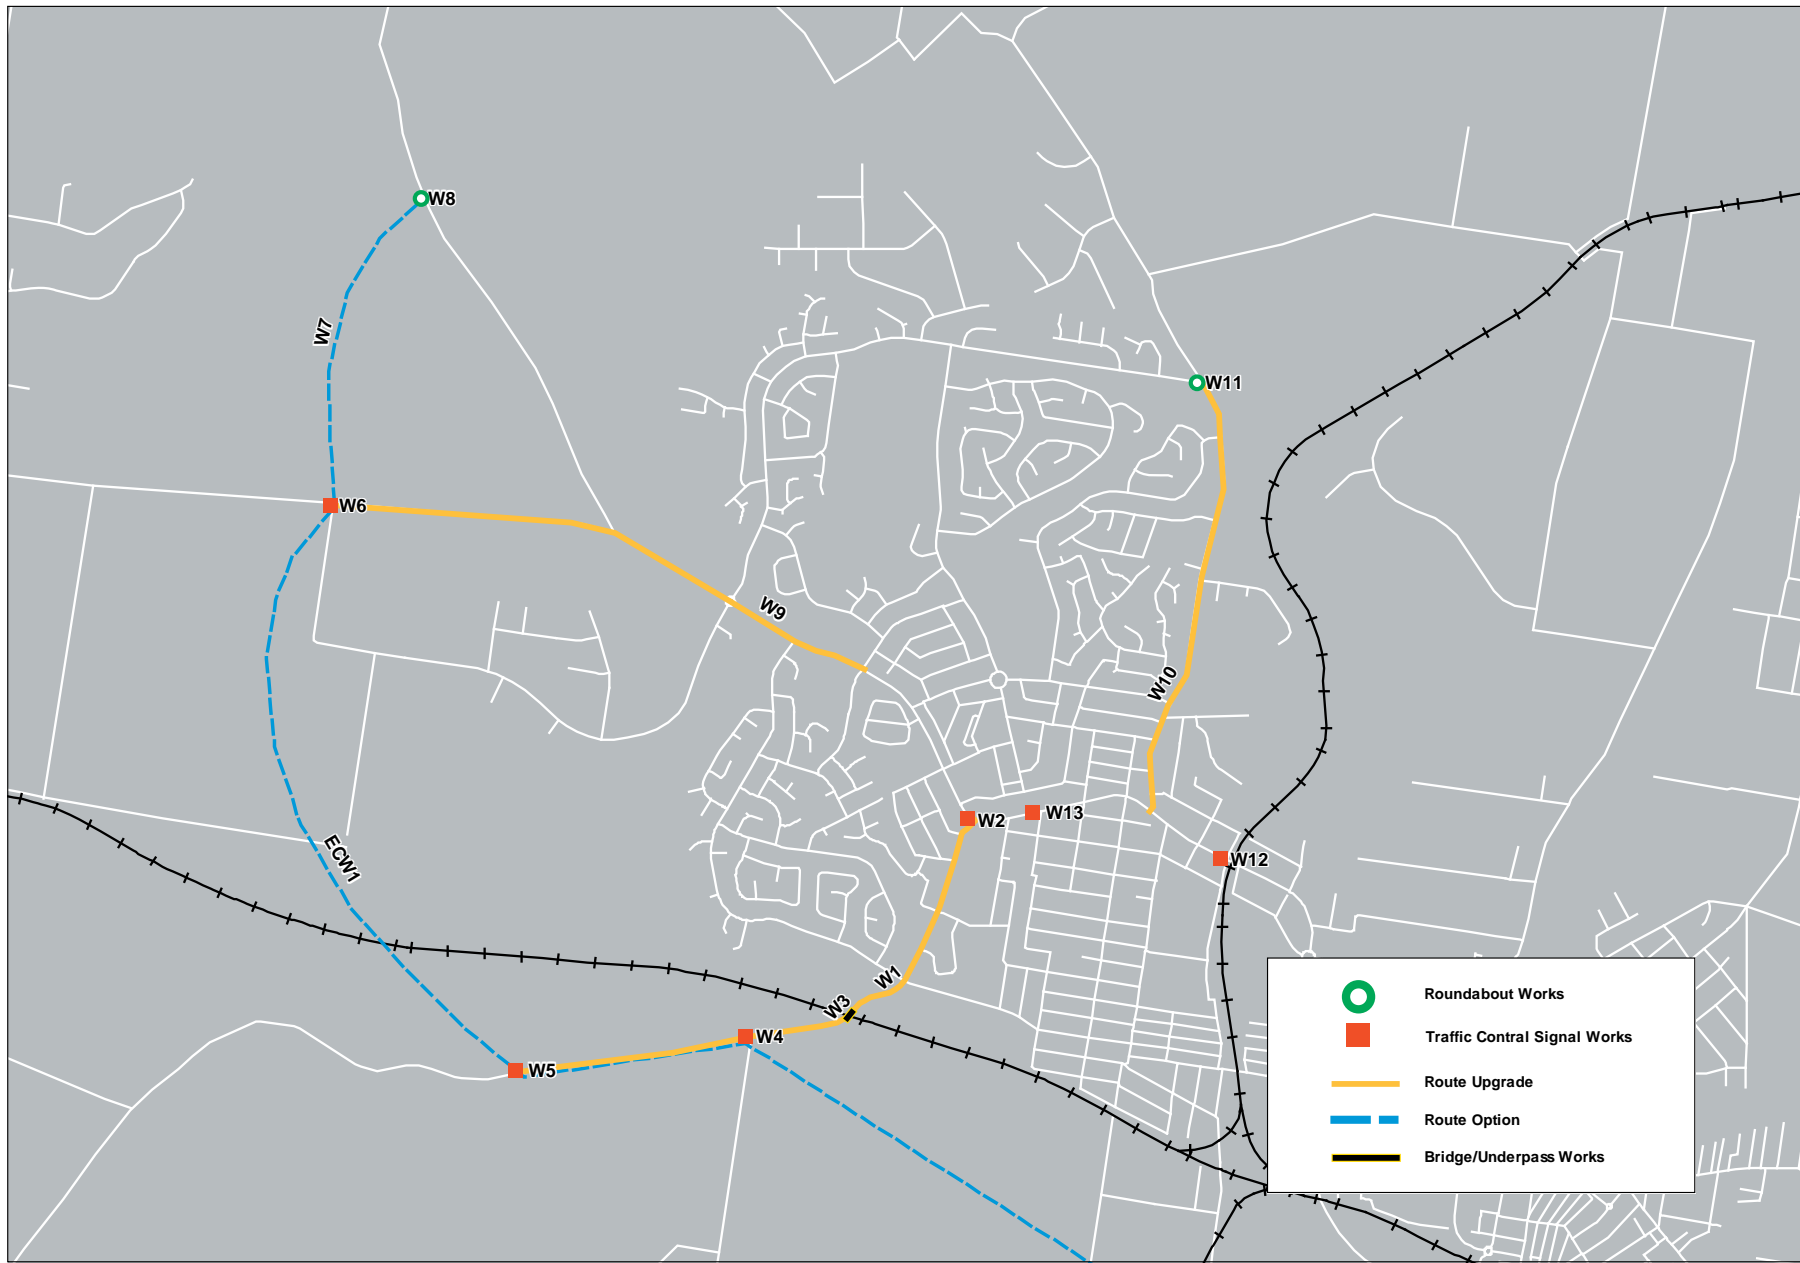 W8
W7
W11
W6
W9
W10
W2
W13
W12
ECW1
W1
W3
W4
W5
Roundabout Works
Traffic Contral Signal Works
Route Upgrade
Route Option
Bridge/Underpass Works